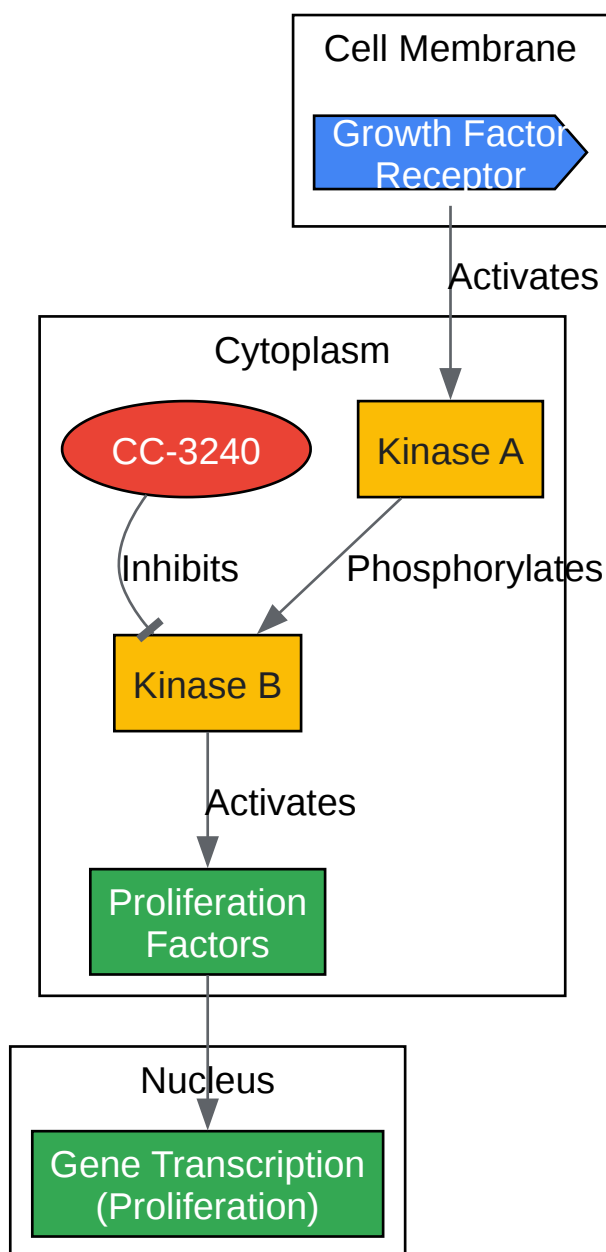 Cell Membrane
Growth Factor
Receptor
Activates
Cytoplasm
CC-3240
Kinase A
Inhibits
Phosphorylates
Kinase B
Activates
Proliferation
Factors
Nucleus
Gene Transcription
(Proliferation)